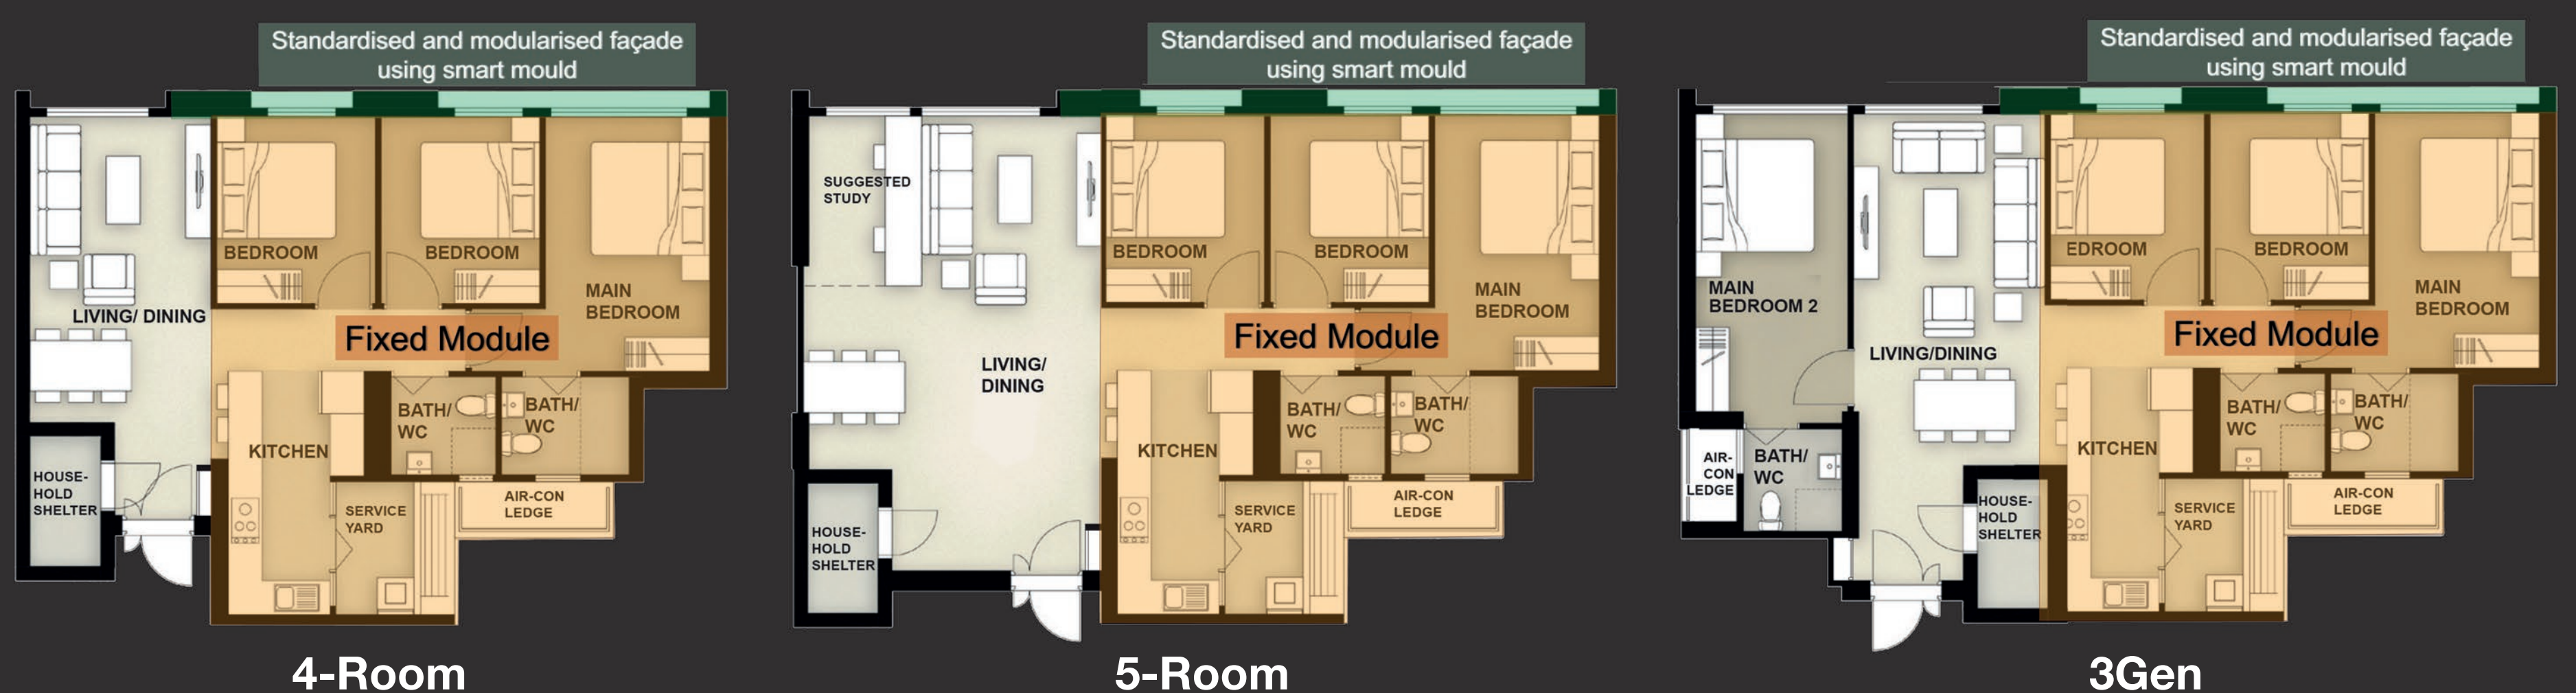 Standardised and modularised façade
using smart mould
BEDROOM
BEDROOM
MAIN
BEDROOM
LIVING/ DINING
Fixed Module
BATH/
WC
BATH/
WC
KITCHEN
HOUSE-
HOLD
SHELTER
SERVICE
YARD
AIR-CON
LEDGE
4-Room
Standardised and modularised façade
using smart mould
SUGGESTED
STUDY
BEDROOM
BEDROOM
MAIN
BEDROOM
Fixed Module
LIVING/
DINING
BATH/
WC
BATH/
WC
KITCHEN
HOUSE-
HOLD
SHELTER
SERVICE
YARD
AIR-CON
LEDGE
5-Room
Standardised and modularised façade
using smart mould
EDROOM
BEDROOM
MAIN
BEDROOM 2
MAIN
BEDROOM
Fixed Module
LIVING/DINING
BATH/
WC
BATH/
WC
KITCHEN
AIR-
CON
LEDGE
BATH/
WC
HOUSE-
HOLD
SHELTER
SERVICE
YARD
AIR-CON
LEDGE
3Gen